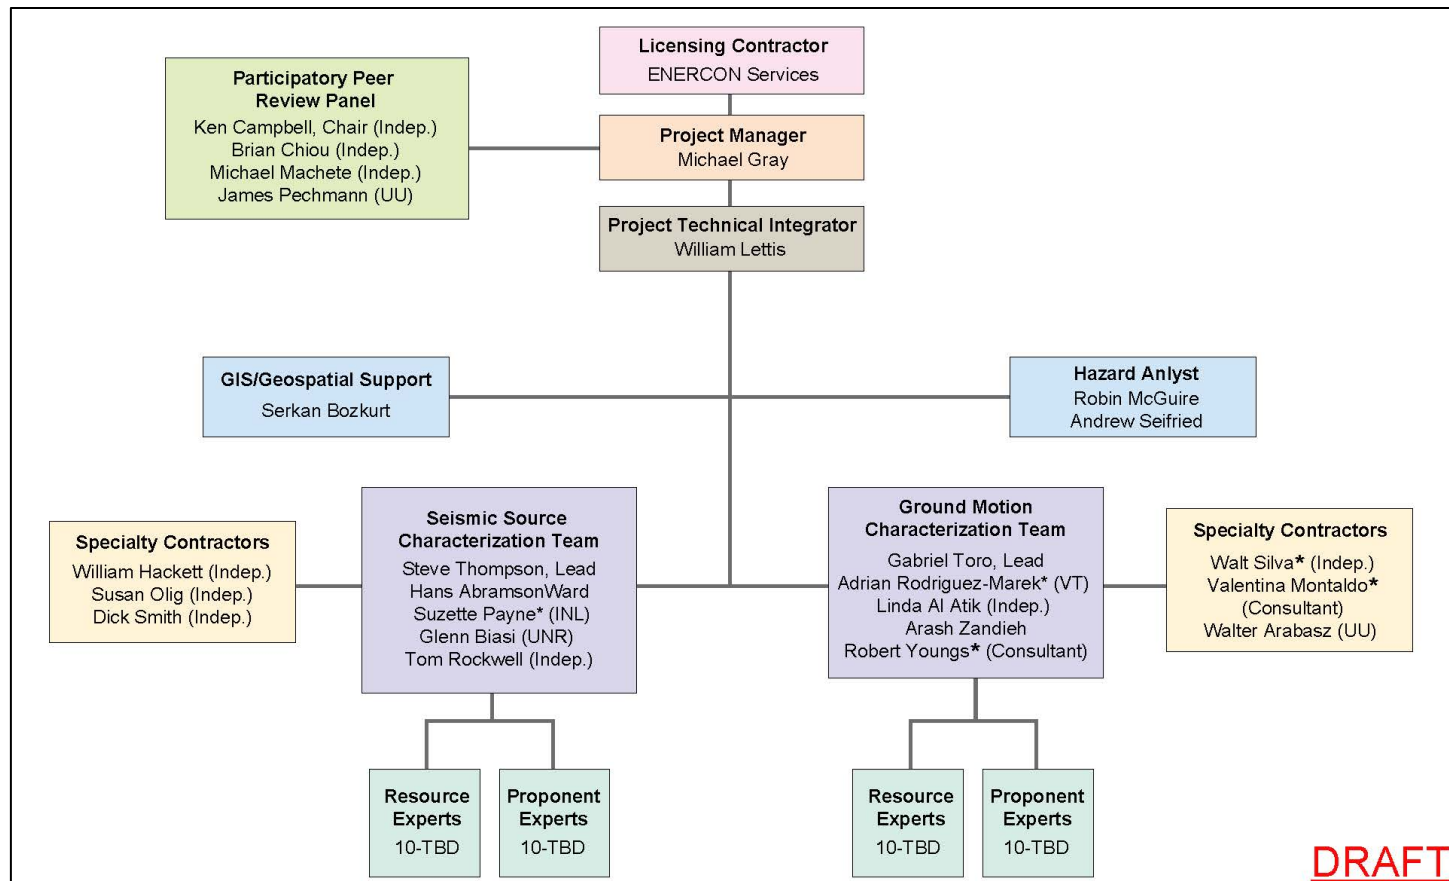 Licensing Contractor
ENERCON Services
Participatory Peer
Review Panel
Ken Campbell, Chair (Indep.)
Brian Chiou (Indep.)
Michael Machete (Indep.)
James Pechmann (UU)
Project Manager
Michael Gray
Project Technical Integrator
William Lettis
GIS/Geospatial Support
Serkan Bozkurt
Hazard Anlyst
Robin McGuire
Andrew Seifried
Specialty Contractors
William Hackett (Indep.)
Susan Olig (Indep.)
Dick Smith (Indep.)
Seismic Source
Characterization Team
Steve Thompson, Lead
Hans AbramsonWard
Suzette Payne* (INL)
Glenn Biasi (UNR)
Tom Rockwell (Indep.)
Ground Motion
Characterization Team
Gabriel Toro, Lead
Adrian Rodriguez-Marek* (VT)
Linda Al Atik (Indep.)
Arash Zandieh
Robert Youngs* (Consultant)
Specialty Contractors
Walt Silva* (Indep.)
Valentina Montaldo*
(Consultant)
Walter Arabasz (UU)
Resource
Experts
10-TBD
Proponent
Experts
10-TBD
Resource
Experts
10-TBD
Proponent
Experts
10-TBD
DRAFT